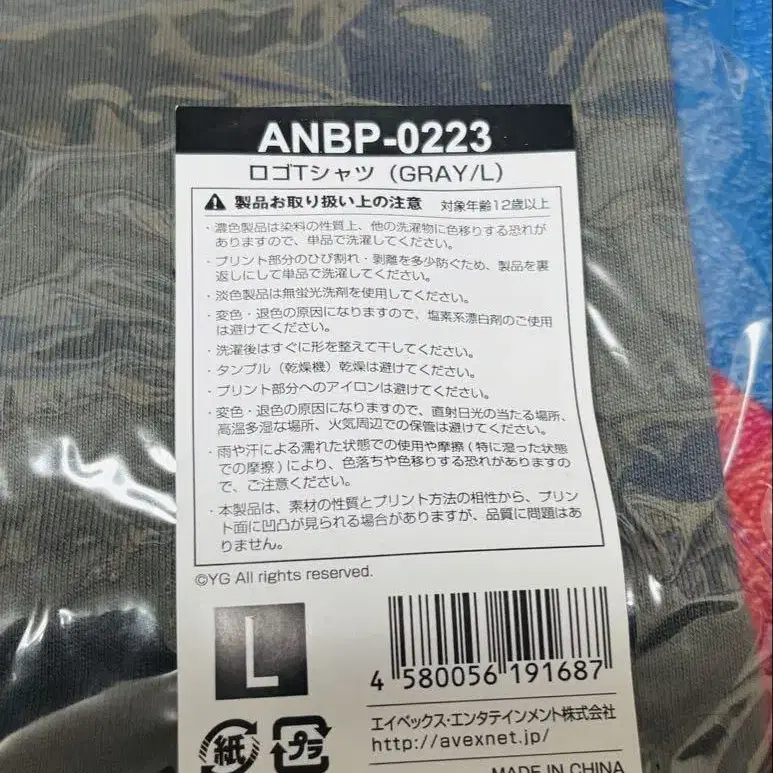 ANBP-0223
ロゴTシャツ（GRAY/L）
製品お取り扱い上の注意 対象年齢12歳以上
・濃色製品は染料の性質上、他の洗濯物に色移りする恐れが
ありますので、単品で洗濯してください。
・プリント部分のひび割れ・剥離を多少防ぐため、製品を裏
返しにして単品で洗濯してください。
・淡色製品は無蛍光洗剤を使用してください。
・変色・退色の原因になりますので、塩素系漂白剤のご使用
は避けてください。
・洗濯後はすぐに形を整えて干してください。
・タンブル（乾燥機）乾燥は避けてください。
・プリント部分へのアイロンは避けてください。
・変色・退色の原因になりますので、直射日光の当たる場所、
高温多湿な場所、火気周辺での保管は避けてください。
・雨や汗による濡れた状態での使用や摩擦(特に湿った状態
での摩擦)により、色落ちや色移りする恐れがありますの
で、ご注意ください。
・本製品は、素材の性質とプリント方法の相性から、プリン
ト面に凹凸が見られる場合がありますが、品質に問題はあ
りません。
©YG All rights reserved.
L
4 580056 191687
エイベックス・エンタテインメント株式会社
http://avexnet.jp/
紙 プラ
MADE IN CHINA